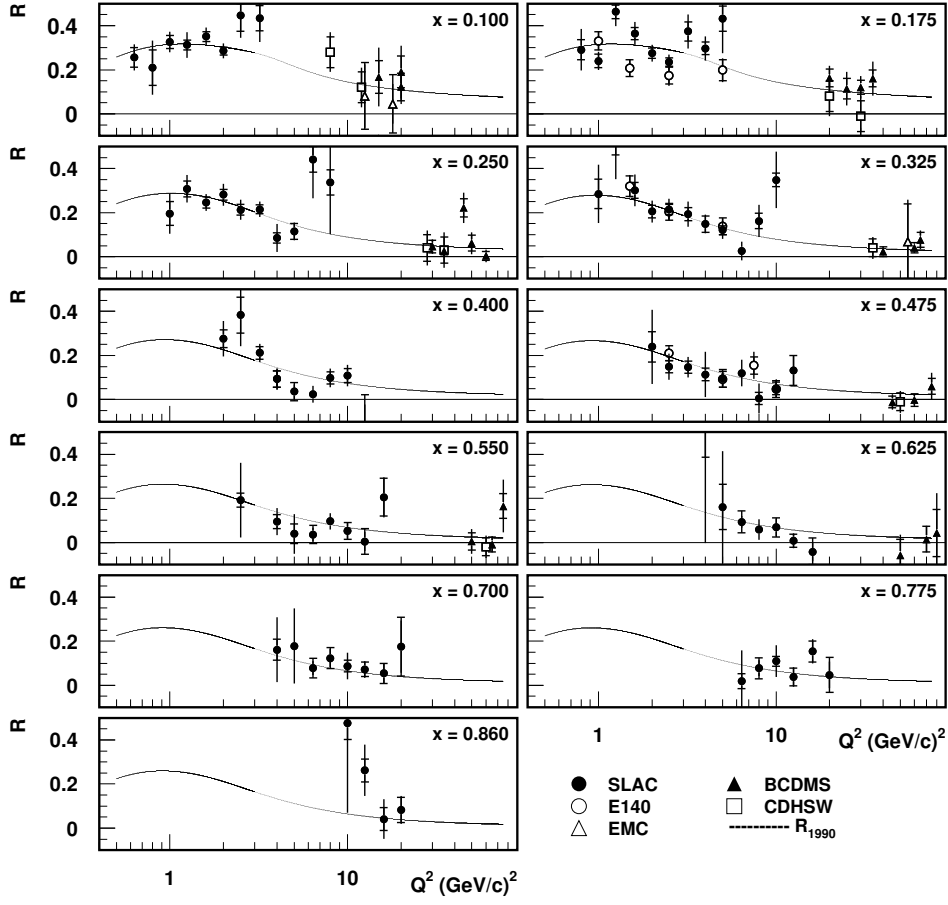 R 0.4 0.2 0 x = 0.100 x = 0.175
R 0.4 0.2 0 x = 0.250 x = 0.325
R 0.4 0.2 0 x = 0.400 x = 0.475
R 0.4 0.2 0 x = 0.550 x = 0.625
R 0.4 0.2 0 x = 0.700 x = 0.775
1 10 Q² (GeV/c)²
R 0.4 0.2 0 x = 0.860
SLAC BCDMS
E140 CDHSW
EMC R₁₉₉₀
1 10 Q² (GeV/c)²